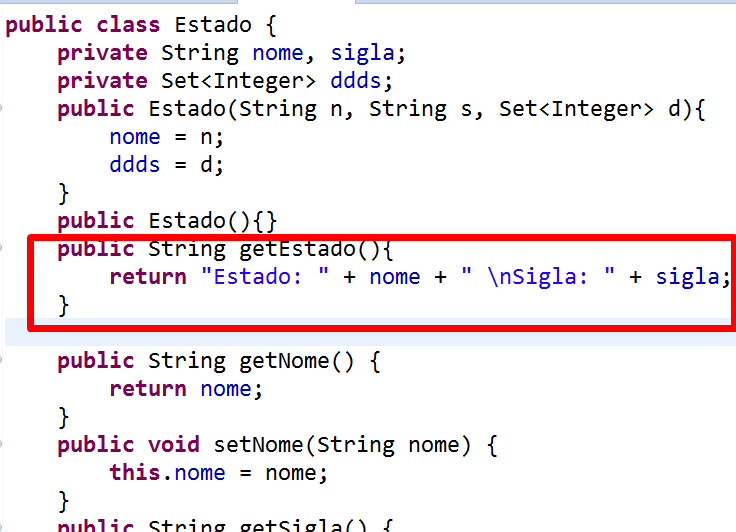 public class Estado {
private String nome, sigla;
private Set<Integer> ddds;
public Estado(String n, String s, Set<Integer> d){
nome = n;
ddds = d;
}
public Estado(){}
public String getEstado(){
return "Estado: " + nome + " \nSigla: " + sigla;
}
public String getNome() {
return nome;
}
public void setNome(String nome) {
this.nome = nome;
}
public String getSigla() {